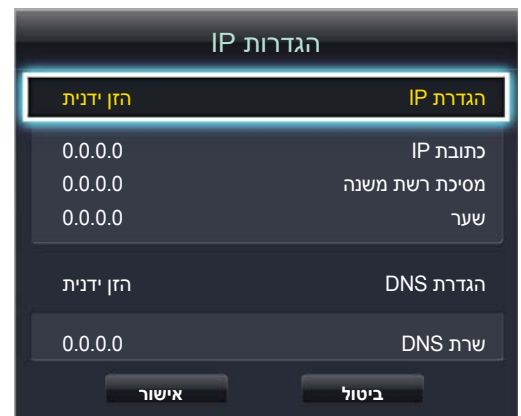 הגדרות IP
הגדרת IP הזן ידנית
כתובת IP 0.0.0.0
מסיכת רשת משנה 0.0.0.0
שער 0.0.0.0
הגדרת DNS הזן ידנית
שרת DNS 0.0.0.0
ביטול אישור